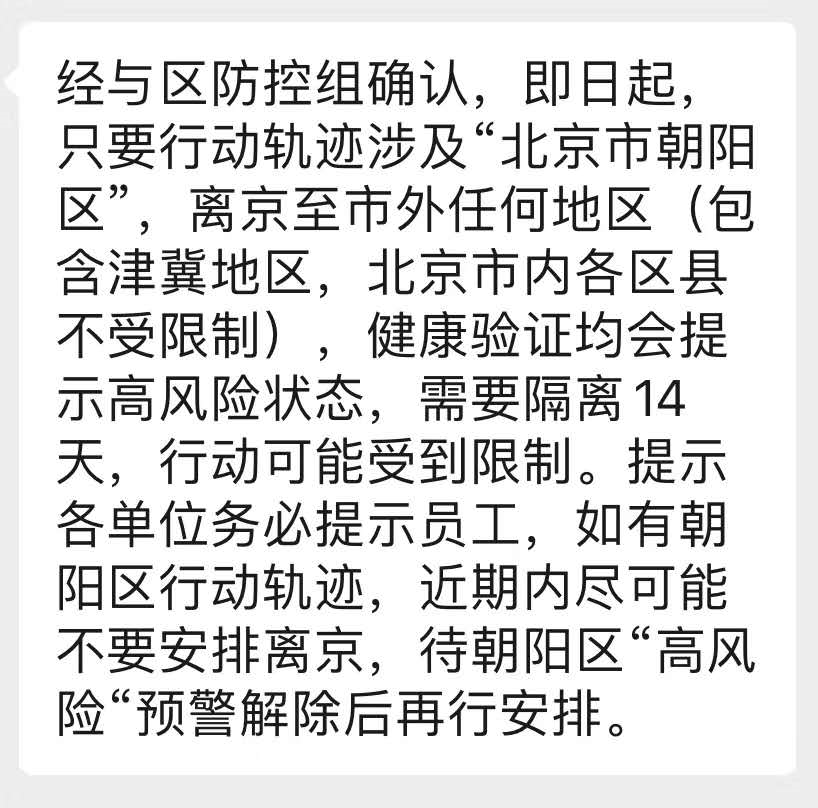 经与区防控组确认，即日起，
只要行动轨迹涉及“北京市朝阳
区”，离京至市外任何地区（包
含津冀地区，北京市内各区县
不受限制），健康验证均会提
示高风险状态，需要隔离14
天，行动可能受到限制。提示
各单位务必提示员工，如有朝
阳区行动轨迹，近期内尽可能
不要安排离京，待朝阳区“高风
险“预警解除后再行安排。